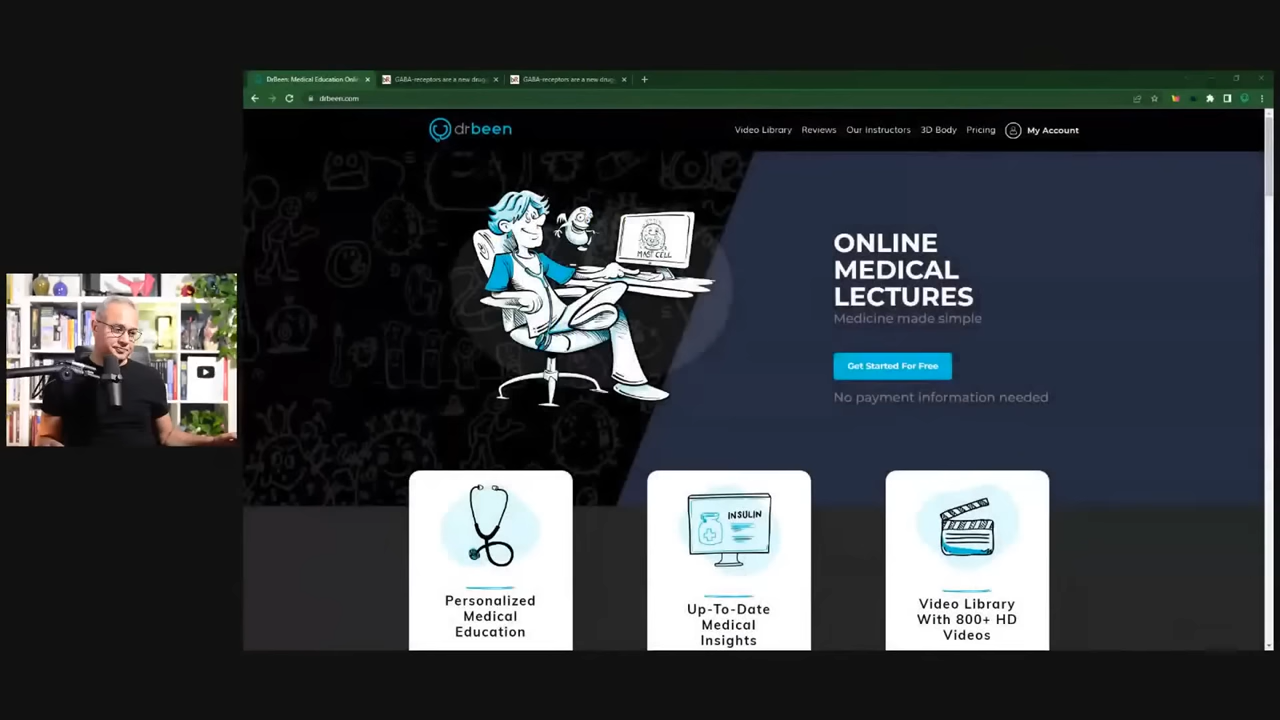 DrBeen: Medical Education Onli
GABA-receptors are a new drug
GABA-receptors are a new drug
drbeen.com
drbeen
Video Library
Reviews
Our Instructors
3D Body
Pricing
My Account
MAST CELL
ONLINE
MEDICAL
LECTURES
Medicine made simple
Get Started For Free
No payment information needed
INSULIN
Personalized
Medical
Education
Up-To-Date
Medical
Insights
Video Library
With 800+ HD
Videos